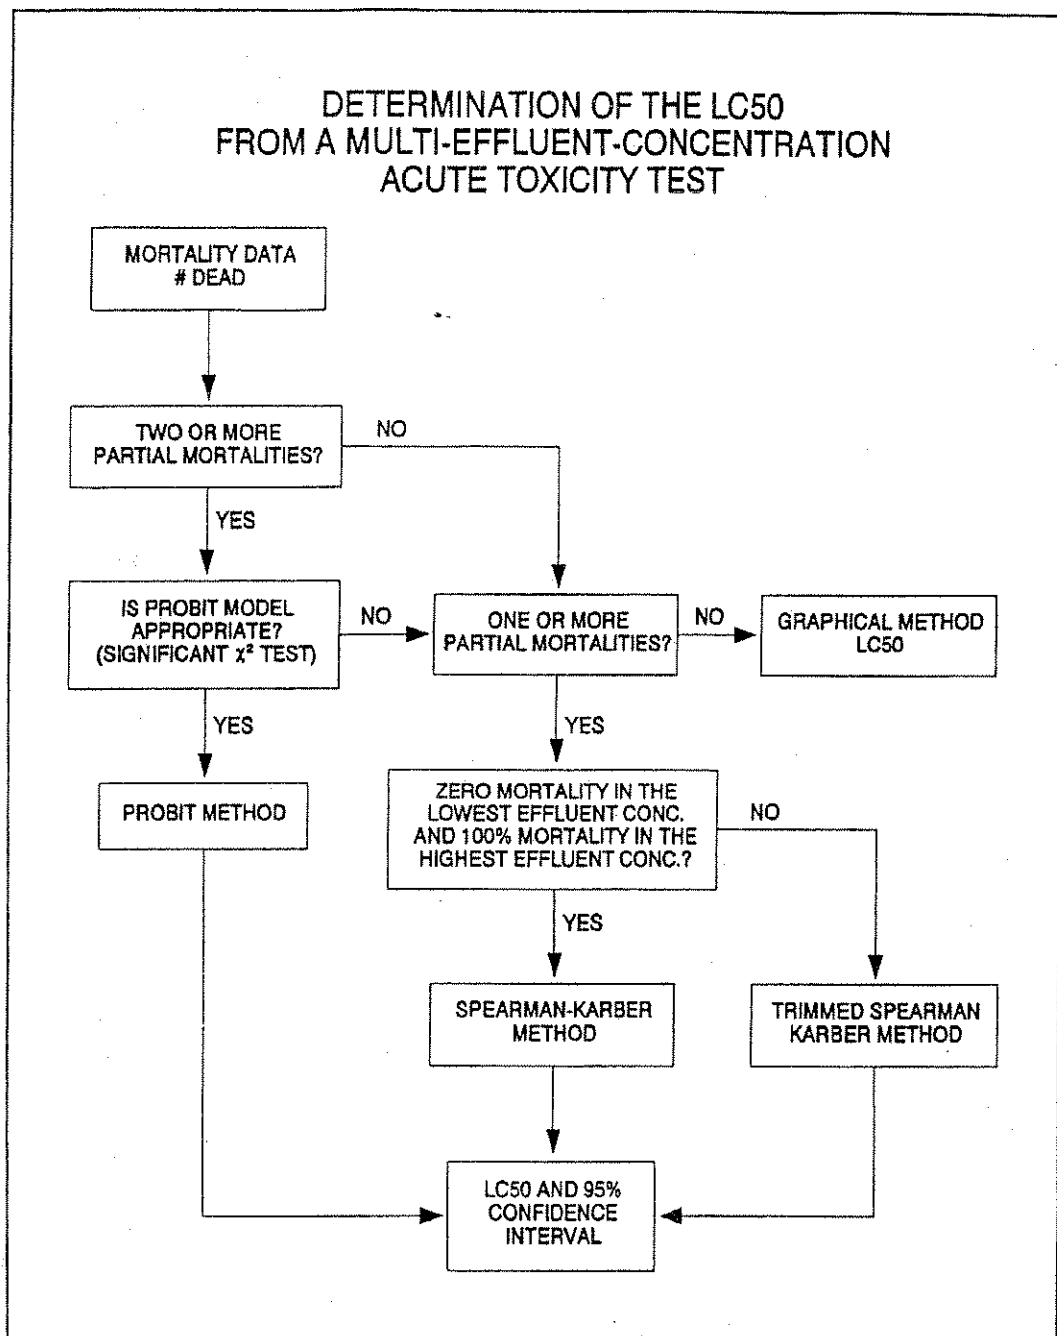 DETERMINATION OF THE LC50
FROM A MULTI-EFFLUENT-CONCENTRATION
ACUTE TOXICITY TEST
MORTALITY DATA
# DEAD
TWO OR MORE
PARTIAL MORTALITIES?
NO
YES
IS PROBIT MODEL
APPROPRIATE?
(SIGNIFICANT χ² TEST)
NO
ONE OR MORE
PARTIAL MORTALITIES?
NO
GRAPHICAL METHOD
LC50
YES
YES
PROBIT METHOD
ZERO MORTALITY IN THE
LOWEST EFFLUENT CONC.
AND 100% MORTALITY IN THE
HIGHEST EFFLUENT CONC.?
NO
YES
SPEARMAN-KARBER
METHOD
TRIMMED SPEARMAN
KARBER METHOD
LC50 AND 95%
CONFIDENCE
INTERVAL